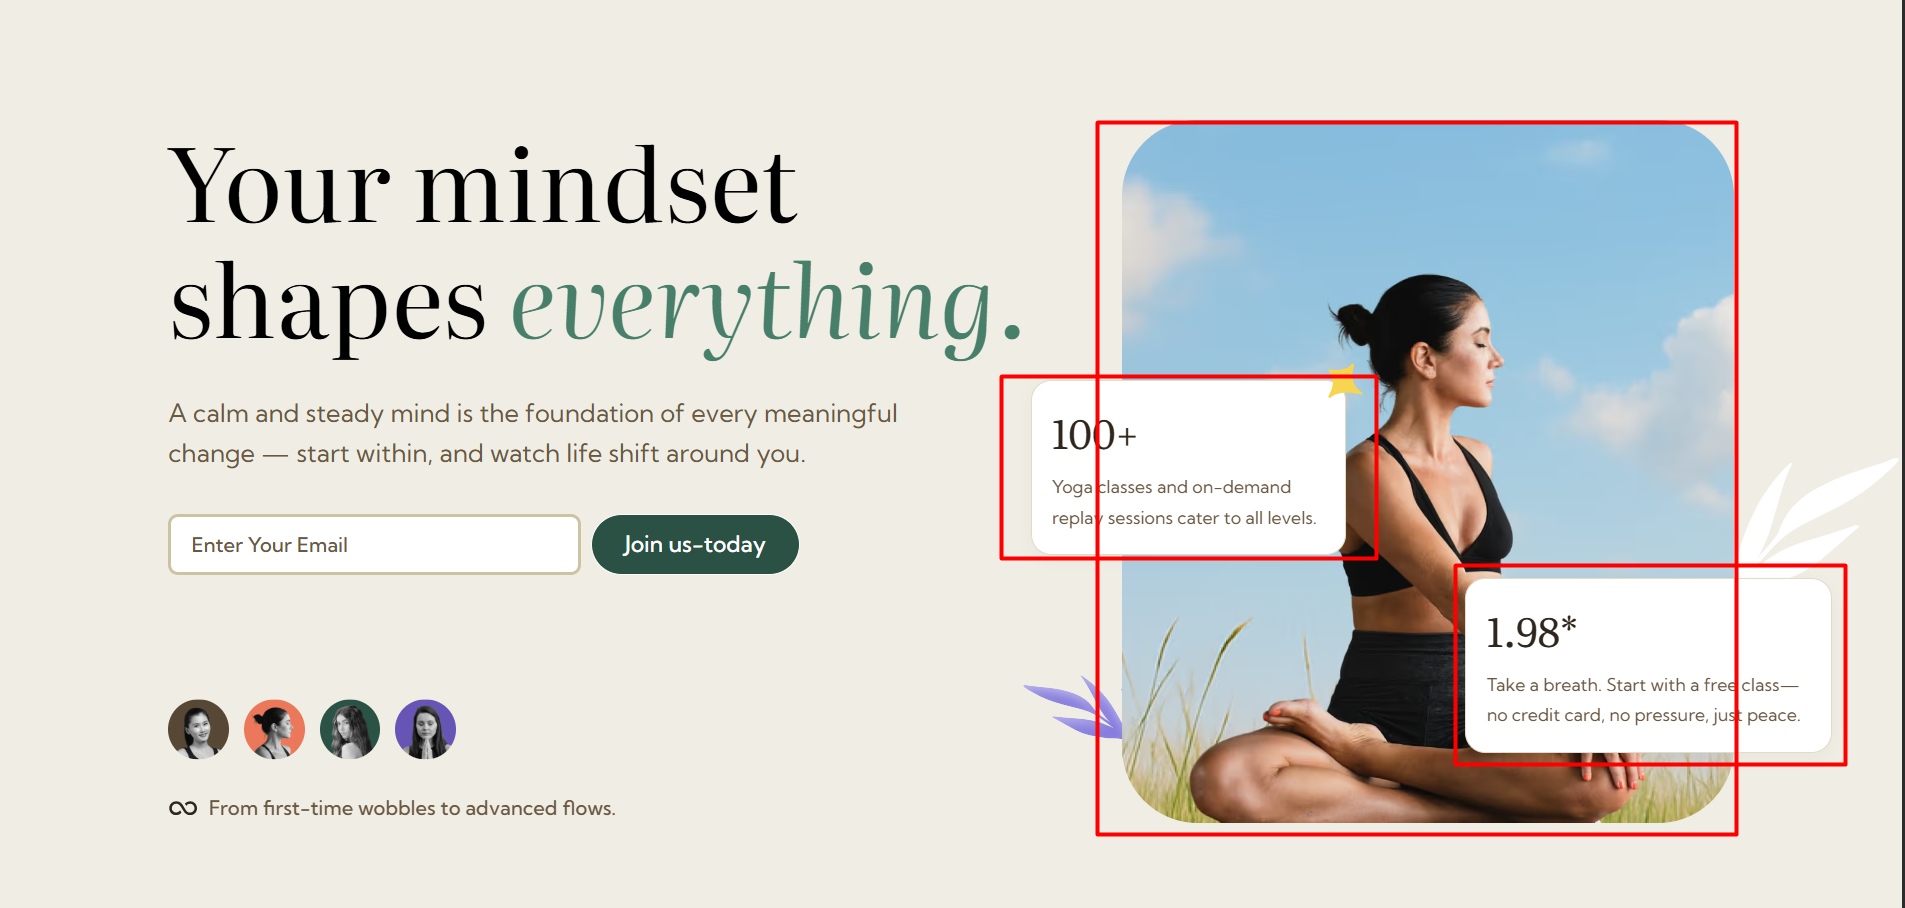 Your mindset
shapes everything.
A calm and steady mind is the foundation of every meaningful
change — start within, and watch life shift around you.
Enter Your Email
Join us-today
From first-time wobbles to advanced flows.
100+
Yoga classes and on-demand
replay sessions cater to all levels.
1.98*
Take a breath. Start with a free class—
no credit card, no pressure, just peace.